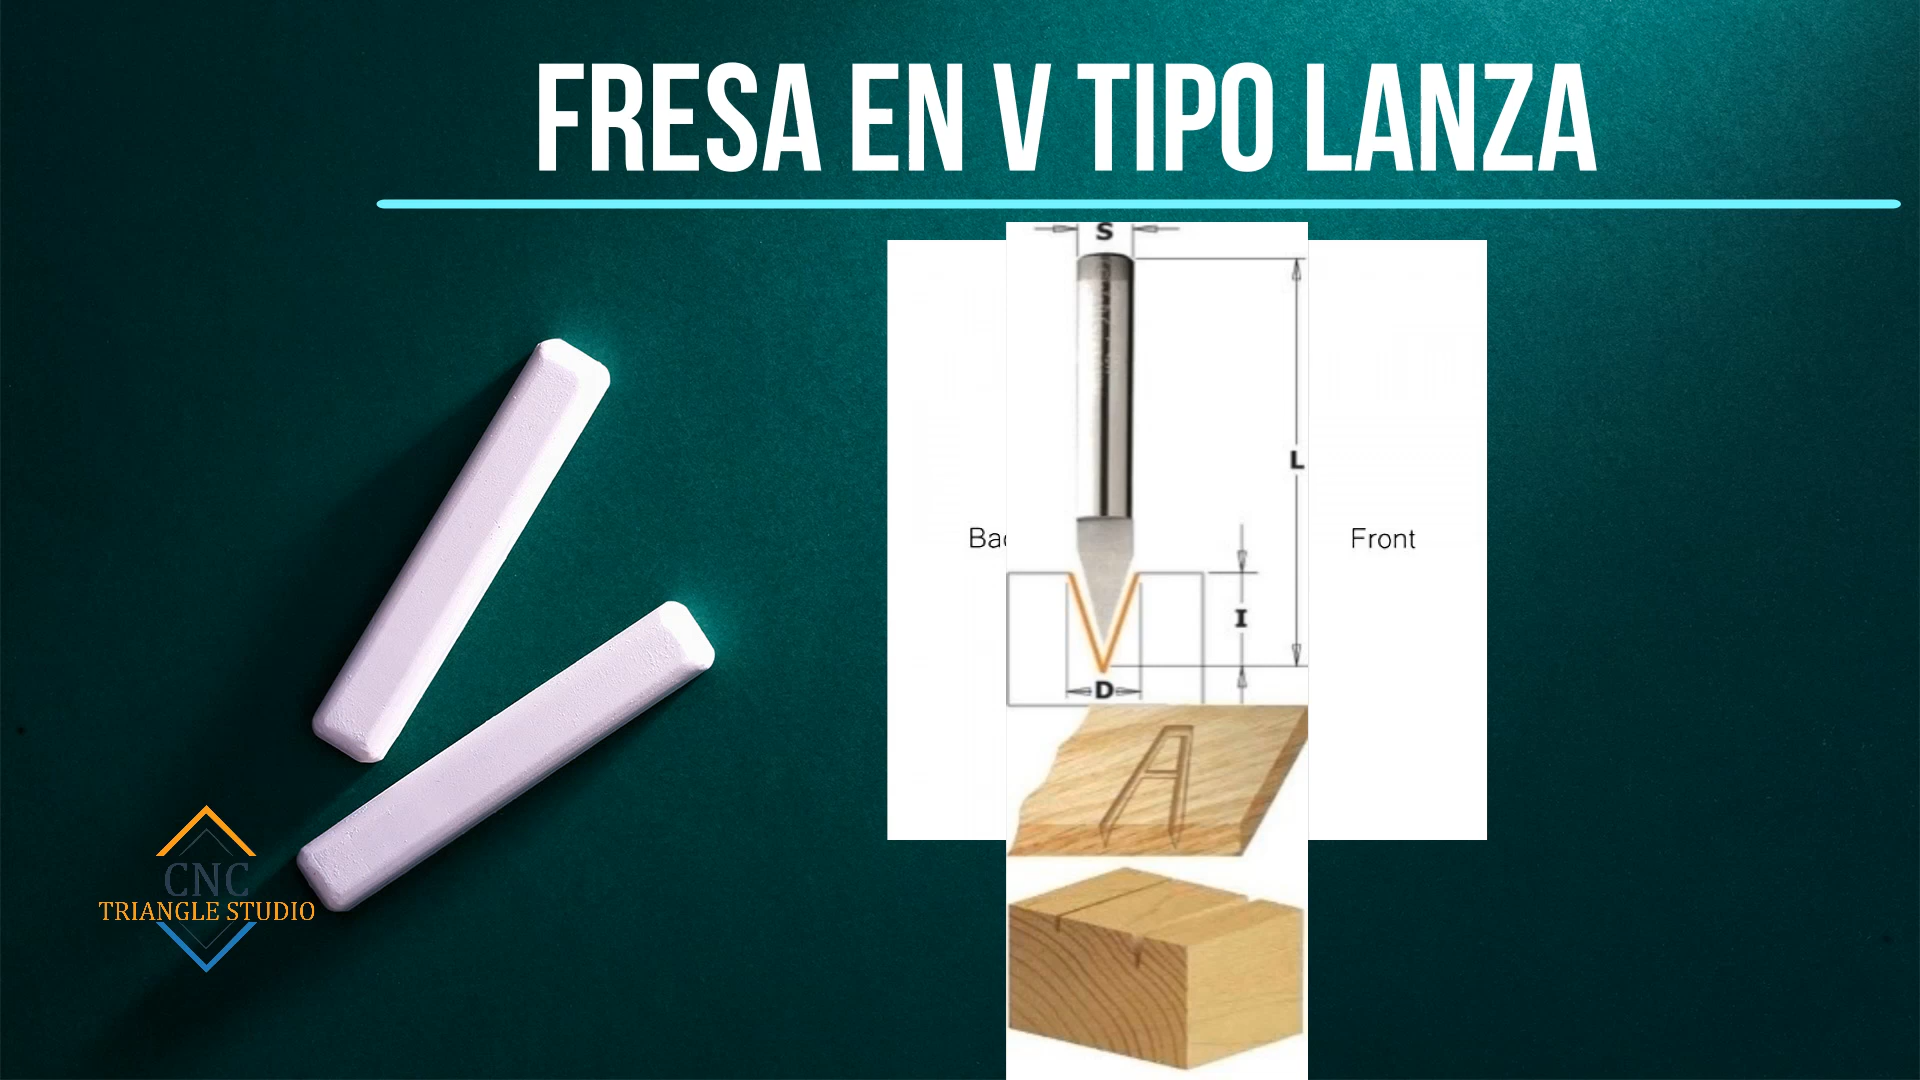 FRESA EN V TIPO LANZA
S
L
Front
I
D
A
CNC
TRIANGLE STUDIO